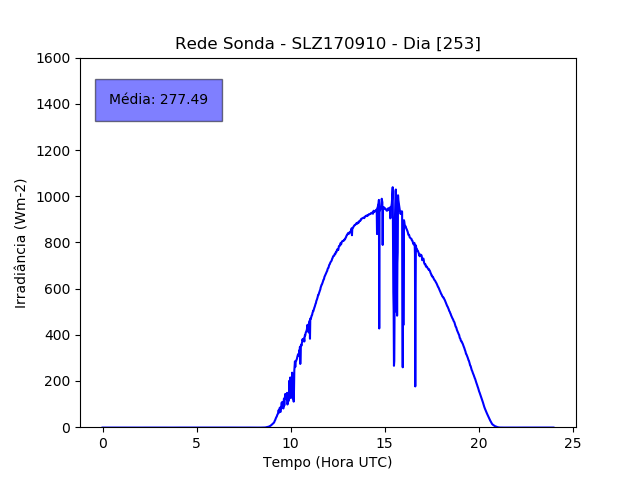 Rede Sonda - SLZ170910 - Dia [253]
1600
1400
1200
1000
800
600
400
200
0
Irradiância (Wm-2)
Média: 277.49
0 5 10 15 20 25
Tempo (Hora UTC)